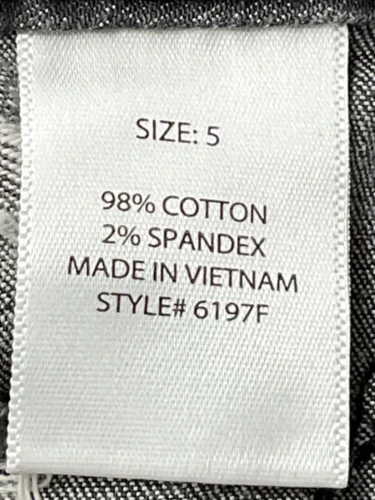 SIZE: 5
98% COTTON
2% SPANDEX
MADE IN VIETNAM
STYLE# 6197F